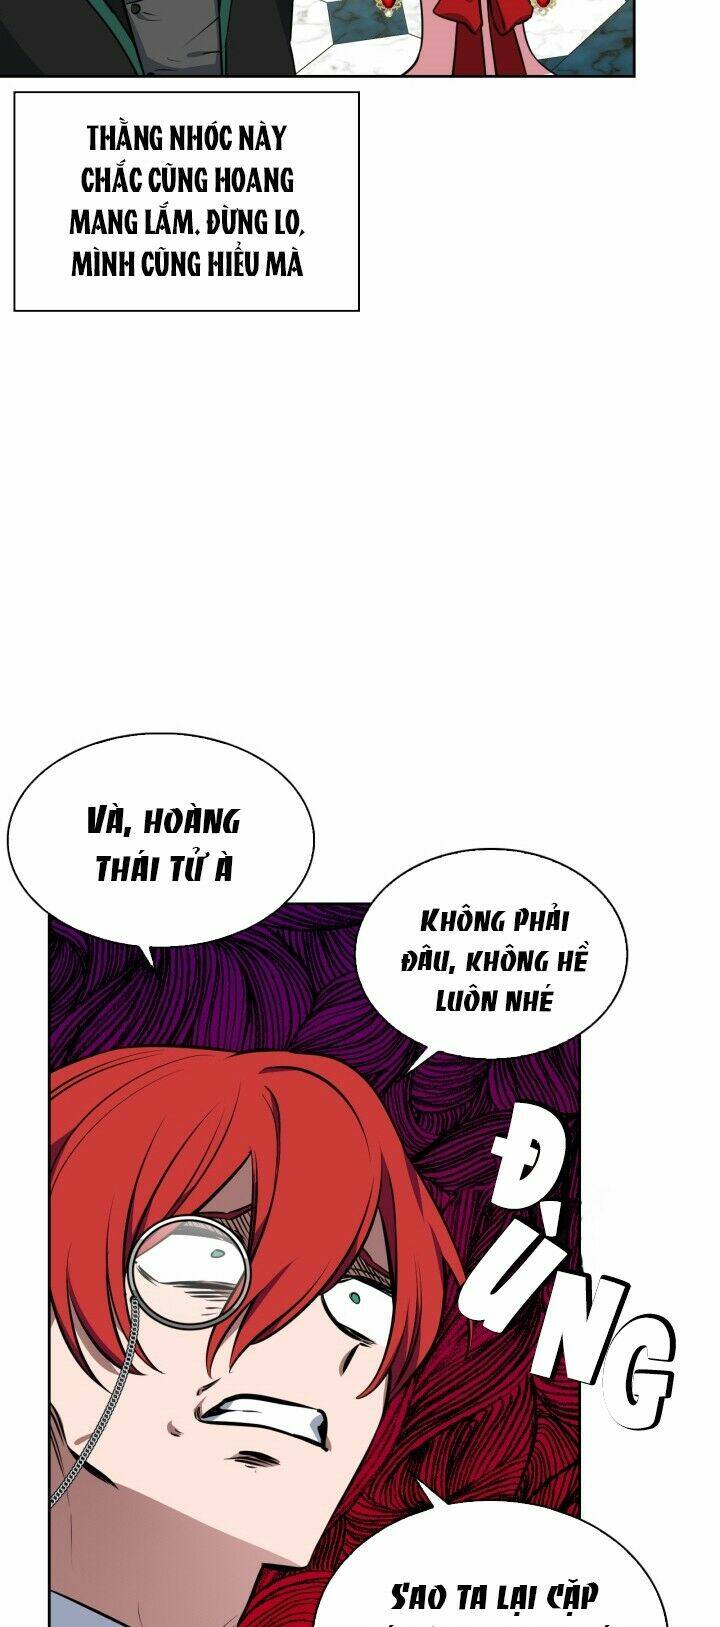 THẰNG NHÓC NÀY
CHẮC CŨNG HOANG
MANG LẮM. ĐỪNG LO,
MÌNH CŨNG HIỂU MÀ
VÀ, HOÀNG
THÁI TỬ À
KHÔNG PHẢI
ĐÂU, KHÔNG HỀ
LUÔN NHÉ
ĐÙNG
SAO TA LẠI CẶP